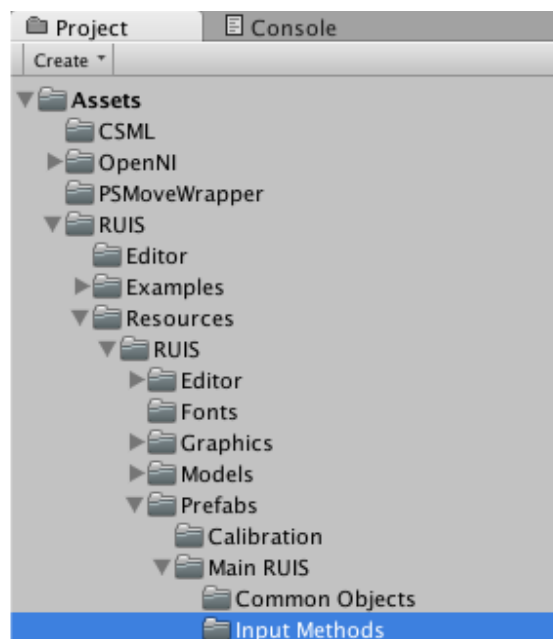 Project Console
Create
Assets
CSML
OpenNI
PSMoveWrapper
RUIS
Editor
Examples
Resources
RUIS
Editor
Fonts
Graphics
Models
Prefabs
Calibration
Main RUIS
Common Objects
Input Methods